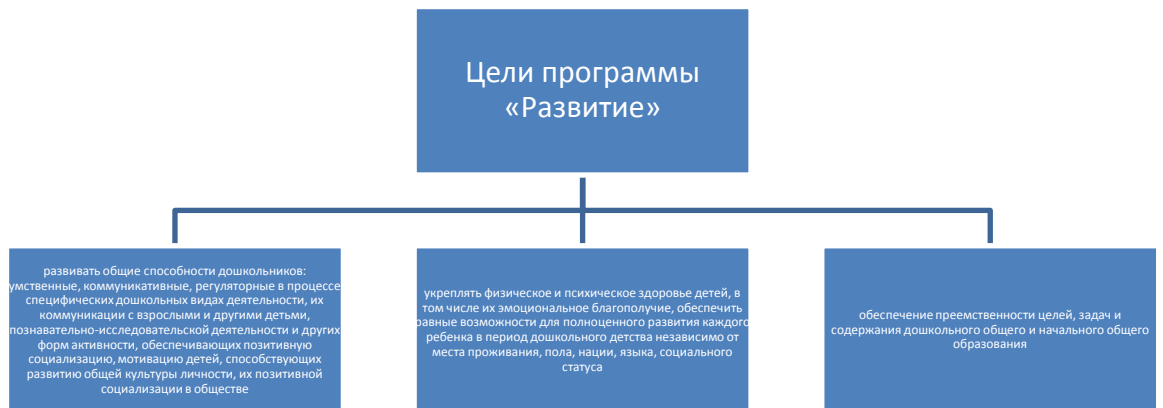 Цели программы
«Развитие»
развивать общие способности дошкольников:
умственные, коммуникативные, регуляторные в процессе
специфических дошкольных видах деятельности, их
коммуникации с взрослыми и другими детьми,
познавательно-исследовательской деятельности и других
форм активности, обеспечивающих позитивную
социализацию, мотивацию детей, способствующих
развитию общей культуры личности, их позитивной
социализации в обществе
укреплять физическое и психическое здоровье детей, в
том числе их эмоциональное благополучие, обеспечить
равные возможности для полноценного развития каждого
ребенка в период дошкольного детства независимо от
места проживания, пола, нации, языка, социального
статуса
обеспечение преемственности целей, задач и
содержания дошкольного общего и начального общего
образования